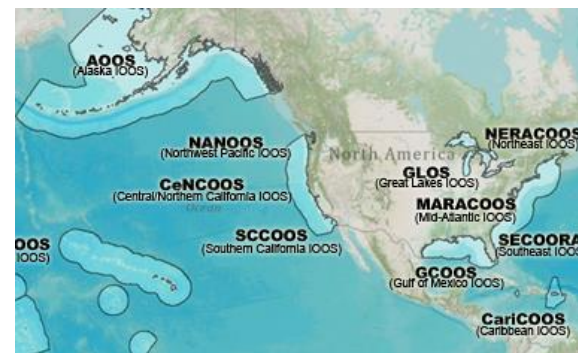 AOOS
(Alaska IOOS)
NERACOOS
(Northeast IOOS)
NANOOS
(Northwest Pacific IOOS)
North America
GLOS
(Great Lakes IOOS)
CeNCOOS
(Central/Northern California IOOS)
Ocean
MARACOOS
(Mid-Atlantic IOOS)
SCCOOS
(Southern California IOOS)
SECOORA
(Southeast IOOS)
OOS
IOOS)
GCOOS
(Gulf of Mexico IOOS)
CariCOOS
(Caribbean IOOS)